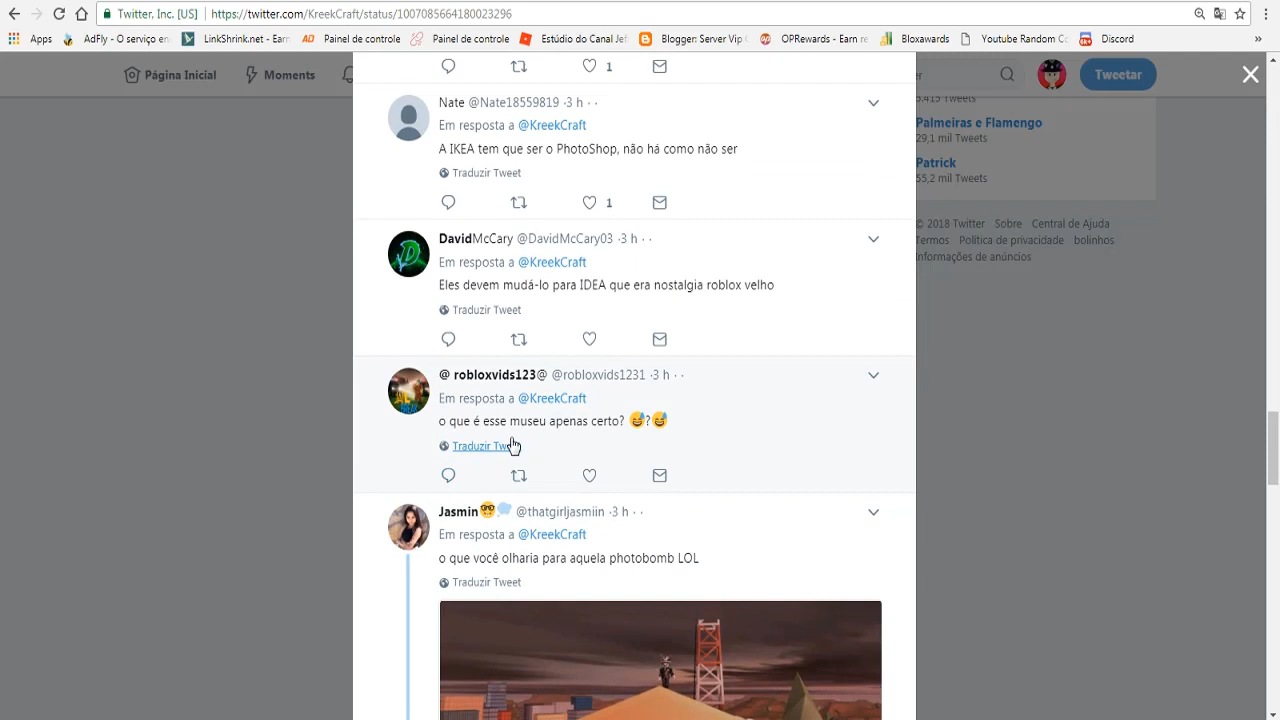 Twitter, Inc. [US] https://twitter.com/KreekCraft/status/1007085664180023296
Apps AdFly - O serviço en LinkShrink.net - Earn Painel de controle Painel de controle Estúdio do Canal Jef Blogger: Server Vip OPRewards - Earn re Bloxawards Youtube Random Co Discord »
Página Inicial Moments er Tweetar
1
5.415 Tweets
Nate @Nate18559819 · 3 h · ·
Em resposta a @KreekCraft
A IKEA tem que ser o PhotoShop, não há como não ser
Traduzir Tweet
1
Palmeiras e Flamengo
29,1 mil Tweets
Patrick
55,2 mil Tweets
© 2018 Twitter Sobre Central de Ajuda
Termos Política de privacidade bolinhos
Informações de anúncios
DavidMcCary @DavidMcCary03 · 3 h · ·
Em resposta a @KreekCraft
Eles devem mudá-lo para IDEA que era nostalgia roblox velho
Traduzir Tweet
@ robloxvids123@ @robloxvids1231 · 3 h · ·
Em resposta a @KreekCraft
o que é esse museu apenas certo? 😅?😅
Traduzir Tw
Jasmin🤓💭 @thatgirljasmiin · 3 h · ·
Em resposta a @KreekCraft
o que você olharia para aquela photobomb LOL
Traduzir Tweet